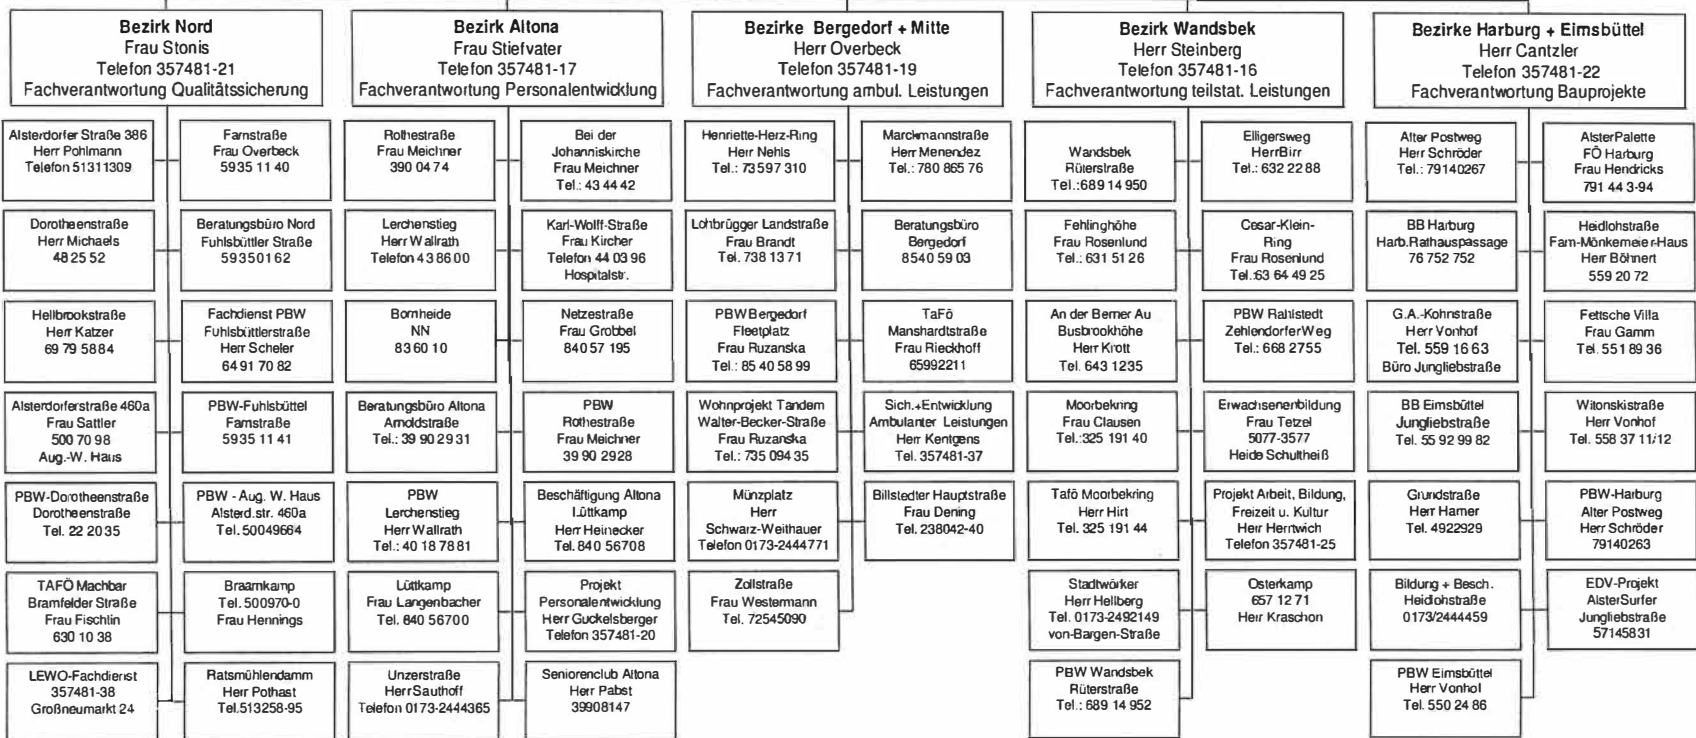 Bezirk Nord
Frau Stonis
Telefon 357481-21
Fachverantwortung Qualitätssicherung
Alsterdorfer Straße 386
Herr Pohlmann
Telefon 51311309
Farnstraße
Frau Overbeck
5935 11 40
Dorotheenstraße
Herr Michaels
48 25 52
Beratungsbüro Nord
Fuhlsbüttler Straße
59350162
Hellbrookstraße
Herr Katzer
69 79 5884
Fachdienst PBW
Fuhlsbüttlerstraße
Herr Scheler
64 91 70 82
Alsterdorferstraße 460a
Frau Sattler
500 70 98
Aug.-W. Haus
PBW-Fuhlsbüttel
Farnstraße
5935 11 41
PBW-Dorotheenstraße
Dorotheenstraße
Tel. 22 2035
PBW - Aug. W. Haus
Alsterd.str. 460a
Tel. 50049664
TAFÖ Machbar
Bramfelder Straße
Frau Fischtin
630 10 38
Braamkamp
Tel. 500970-0
Frau Hennings
LEWO-Fachdienst
357481-38
Großneumarkt 24
Ratsmühlendamm
Herr Pothast
Tel.513258-95
Bezirk Altona
Frau Stiefvater
Telefon 357481-17
Fachverantwortung Personalentwicklung
Rothestraße
Frau Meichner
390 04 74
Bei der
Johanniskirche
Frau Meichner
Tel.: 43 44 42
Lerchenstieg
Herr Wallrath
Telefon 43 86 00
Karl-Wolff-Straße
Frau Kircher
Telefon 44 03 96
Hospitalstr.
Bornheide
NN
83 60 10
Netzestraße
Frau Grobbel
840 57 195
Beratungsbüro Altona
Arnoldstraße
Tel.: 39 90 29 31
PBW
Rothestraße
Frau Meichner
39 90 2928
PBW
Lerchenstieg
Herr Wallrath
Tel.: 40 18 78 81
Beschäftigung Altona
Lüttkamp
Herr Heinecker
Tel. 840 56708
Lüttkamp
Frau Langenbacher
Tel. 840 56700
Projekt
Personalentwicklung
Herr Guckelsberger
Telefon 357481-20
Unzerstraße
Herr Sauthoff
Telefon 0173-2444365
Seniorenclub Altona
Herr Pabst
39908147
Bezirke Bergedorf + Mitte
Herr Overbeck
Telefon 357481-19
Fachverantwortung ambul. Leistungen
Henriette-Herz-Ring
Herr Nehls
Tel.: 73 597 310
Marckmannstraße
Herr Menendez
Tel.: 780 865 76
Lohbrügger Landstraße
Frau Brandt
Tel. 738 13 71
Beratungsbüro
Bergedorf
8540 59 03
PBW Bergedorf
Fleetplatz
Frau Ruzanska
Tel.: 85 40 58 99
TaFö
Manshardtstraße
Frau Rieckhoff
65992211
Wohnprojekt Tandem
Walter-Becker-Straße
Frau Ruzanska
Tel.: 735 094 35
Sich.+Entwicklung
Ambulanter Leistungen
Herr Kentgens
Tel. 357481-37
Münzplatz
Herr
Schwarz-Weithauer
Telefon 0173-2444771
Billstedter Hauptstraße
Frau Dening
Tel. 238042-40
Zollstraße
Frau Westermann
Tel. 72545090
Bezirk Wandsbek
Herr Steinberg
Telefon 357481-16
Fachverantwortung teilstat. Leistungen
Wandsbek
Rüterstraße
Tel.:689 14 950
Elligersweg
HerrBirr
Tel.: 632 22 88
Fehlinghöhe
Frau Rosenlund
Tel.: 631 51 26
Cesar-Klein-
Ring
Frau Rosenlund
Tel.:63 64 49 25
An der Berner Au
Busbrookhöhe
Herr Krott
Tel. 643 1235
PBW Rahlstedt
ZehlendorferWeg
Tel.: 668 2755
Moorbekring
Frau Clausen
Tel.:325 191 40
Erwachsenenbildung
Frau Tetzel
5077-3577
Heide Schultheiß
Tafö Moorbekring
Herr Hirt
Tel. 325 191 44
Projekt Arbeit, Bildung,
Freizeit u. Kultur
Herr Herrtwich
Telefon 357481-25
Stadtwörker
Herr Hellberg
Tel. 0173-2492149
von-Bargen-Straße
Osterkamp
657 12 71
Herr Kraschon
PBW Wandsbek
Rüterstraße
Tel.: 689 14 952
Bezirke Harburg + Eimsbüttel
Herr Cantzler
Telefon 357481-22
Fachverantwortung Bauprojekte
Alter Postweg
Herr Schröder
Tel.: 79140267
AlsterPalette
FÖ Harburg
Frau Hendricks
791 44 3-94
BB Harburg
Harb.Rathauspassage
76 752 752
Heidlohstraße
Fam-Mönkemeier-Haus
Herr Böhnert
559 20 72
G.A.-Kohnstraße
Herr Vonhof
Tel. 559 16 63
Büro Jungliebstraße
Fettsche Villa
Frau Gamm
Tel. 551 89 36
BB Eimsbüttel
Jungliebstraße
Tel. 55 92 99 82
Witonskistraße
Herr Vonhof
Tel. 558 37 11/12
Grundstraße
Herr Hamer
Tel. 4922929
PBW-Harburg
Alter Postweg
Herr Schröder
79140263
Bildung + Besch.
Heidlohstraße
0173/2444459
EDV-Projekt
AlsterSurfer
Jungliebstraße
57145831
PBW Eimsbüttel
Herr Vonhof
Tel. 550 24 86